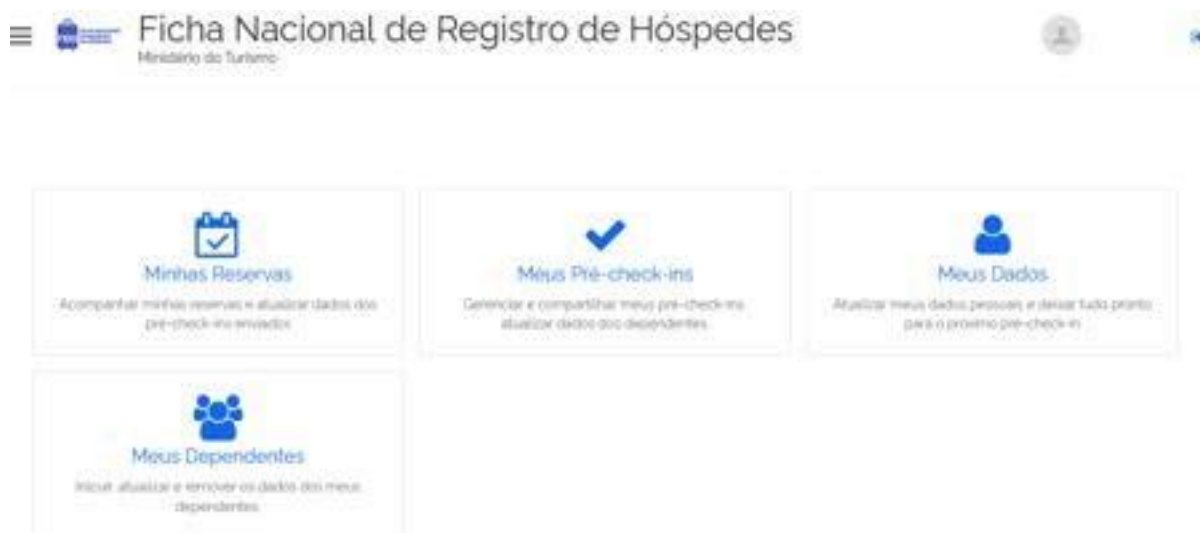 Ficha Nacional de Registro de Hóspedes
Ministério do Turismo
Minhas Reservas
Acompanhar minhas reservas e atualizar dados dos
pré-check-ins enviados
Meus Pré-check-ins
Gerenciar e compartilhar meus pré-check-ins,
atualizar dados dos dependentes
Meus Dados
Atualizar meus dados pessoais e deixar tudo pronto
para o próximo pré-check-in
Meus Dependentes
Incluir, atualizar e remover os dados dos meus
dependentes